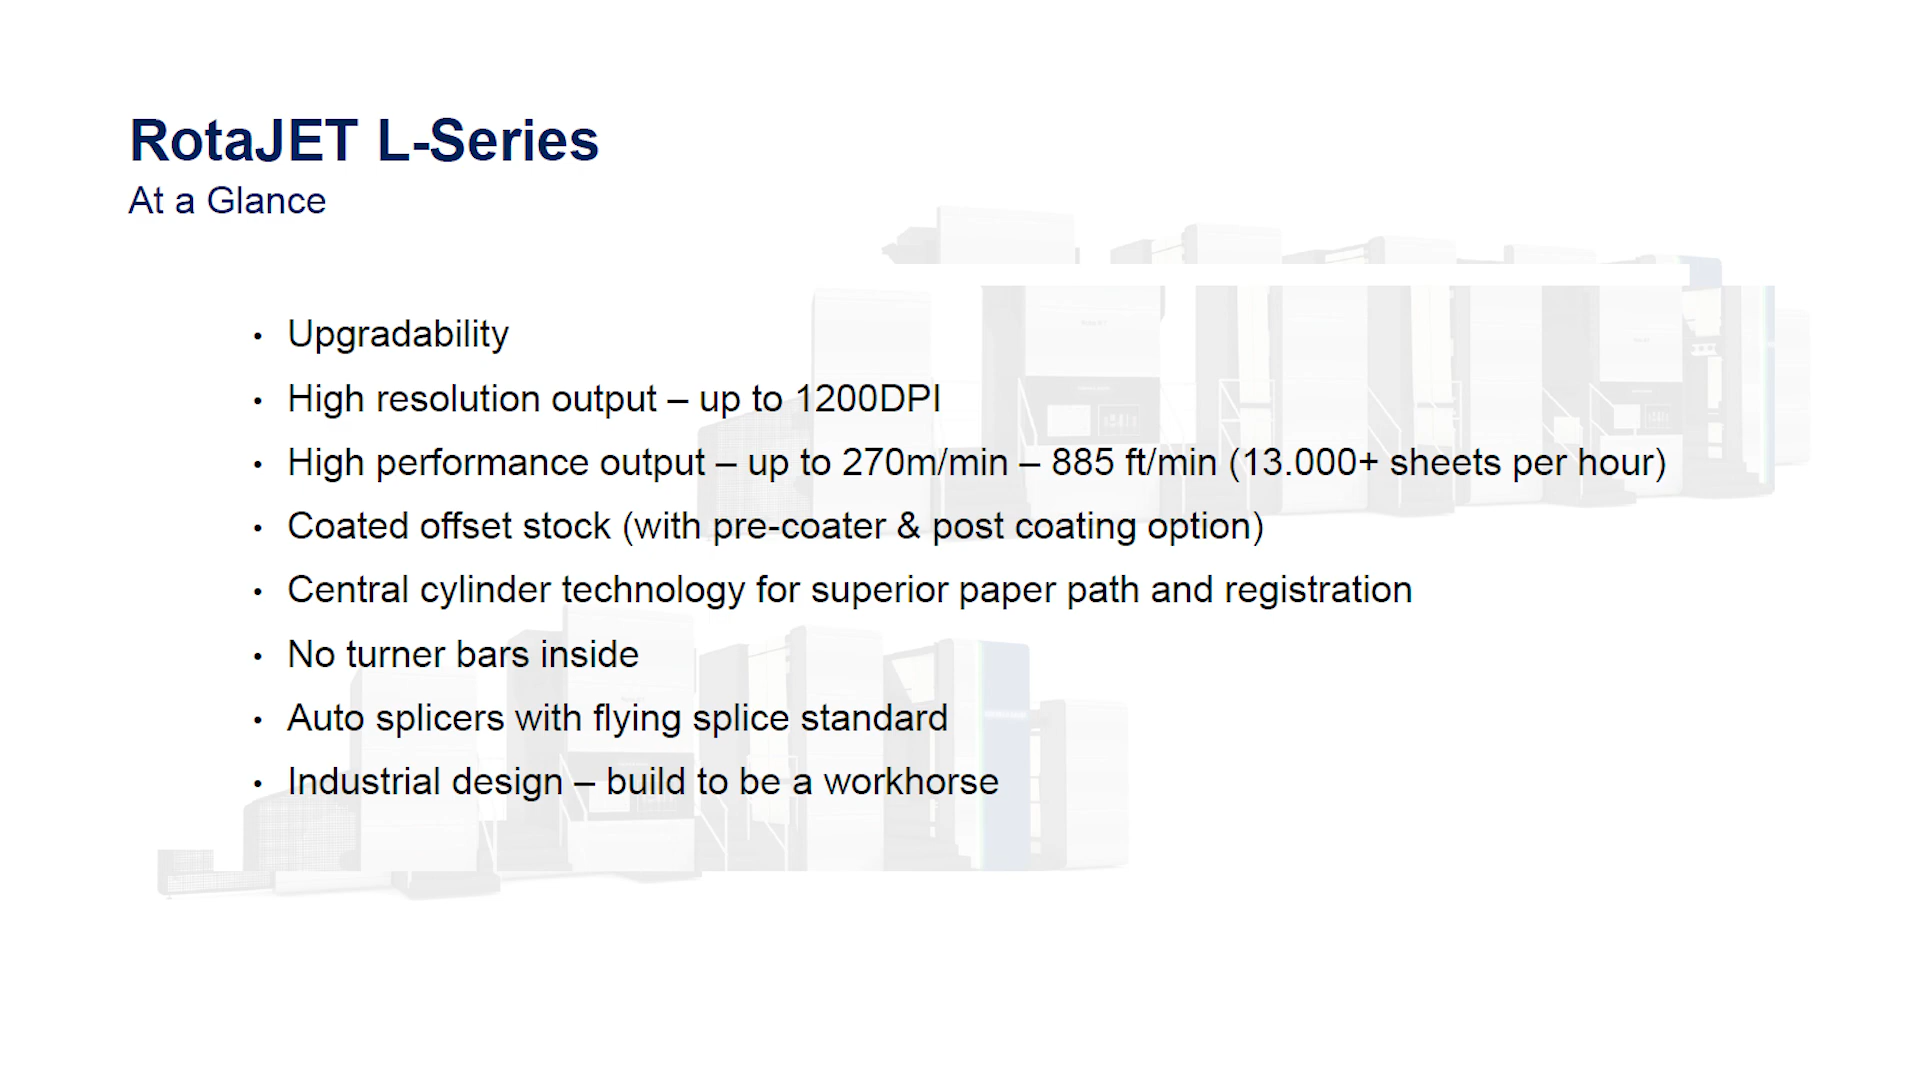 RotaJET L-Series
At a Glance
• Upgradability
• High resolution output – up to 1200DPI
• High performance output – up to 270m/min – 885 ft/min (13.000+ sheets per hour)
• Coated offset stock (with pre-coater & post coating option)
• Central cylinder technology for superior paper path and registration
• No turner bars inside
• Auto splicers with flying splice standard
• Industrial design – build to be a workhorse